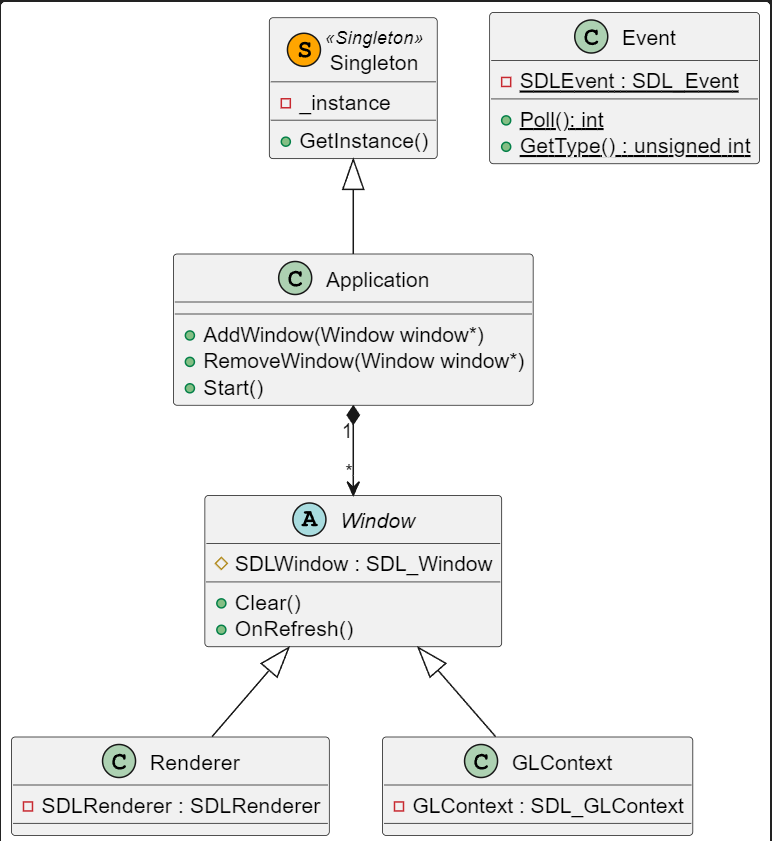 S
«Singleton»
Singleton
_instance
GetInstance()
C
Event
SDLEvent : SDL_Event
Poll(): int
GetType() : unsigned int
C
Application
AddWindow(Window window*)
RemoveWindow(Window window*)
Start()
1
*
A
Window
SDLWindow : SDL_Window
Clear()
OnRefresh()
C
Renderer
SDLRenderer : SDLRenderer
C
GLContext
GLContext : SDL_GLContext